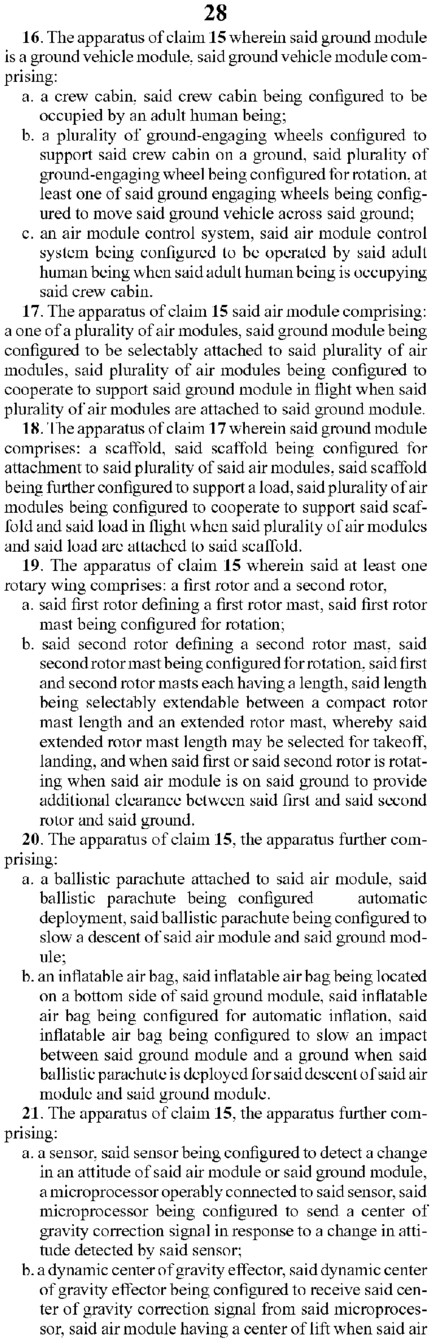 28
16. The apparatus of claim 15 wherein said ground module
is a ground vehicle module, said ground vehicle module com-
prising:
a. a crew cabin, said crew cabin being configured to be
occupied by an adult human being;
b. a plurality of ground-engaging wheels configured to
support said crew cabin on a ground, said plurality of
ground-engaging wheel being configured for rotation, at
least one of said ground engaging wheels being config-
ured to move said ground vehicle across said ground;
c. an air module control system, said air module control
system being configured to be operated by said adult
human being when said adult human being is occupying
said crew cabin.
17. The apparatus of claim 15 said air module comprising:
a one of a plurality of air modules, said ground module being
configured to be selectably attached to said plurality of air
modules, said plurality of air modules being configured to
cooperate to support said ground module in flight when said
plurality of air modules are attached to said ground module.
18. The apparatus of claim 17 wherein said ground module
comprises: a scaffold, said scaffold being configured for
attachment to said plurality of said air modules, said scaffold
being further configured to support a load, said plurality of air
modules being configured to cooperate to support said scaf-
fold and said load in flight when said plurality of air modules
and said load are attached to said scaffold.
19. The apparatus of claim 15 wherein said at least one
rotary wing comprises: a first rotor and a second rotor,
a. said first rotor defining a first rotor mast, said first rotor
mast being configured for rotation;
b. said second rotor defining a second rotor mast, said
second rotor mast being configured for rotation, said first
and second rotor masts each having a length, said length
being selectably extendable between a compact rotor
mast length and an extended rotor mast, whereby said
extended rotor mast length may be selected for takeoff,
landing, and when said first or said second rotor is rotat-
ing when said air module is on said ground to provide
additional clearance between said first and said second
rotor and said ground.
20. The apparatus of claim 15, the apparatus further com-
prising:
a. a ballistic parachute attached to said air module, said
ballistic parachute being configured automatic
deployment, said ballistic parachute being configured to
slow a descent of said air module and said ground mod-
ule;
b. an inflatable air bag, said inflatable air bag being located
on a bottom side of said ground module, said inflatable
air bag being configured for automatic inflation, said
inflatable air bag being configured to slow an impact
between said ground module and a ground when said
ballistic parachute is deployed for said descent of said air
module and said ground module.
21. The apparatus of claim 15, the apparatus further com-
prising:
a. a sensor, said sensor being configured to detect a change
in an attitude of said air module or said ground module,
a microprocessor operably connected to said sensor, said
microprocessor being configured to send a center of
gravity correction signal in response to a change in atti-
tude detected by said sensor;
b. a dynamic center of gravity effector, said dynamic center
of gravity effector being configured to receive said cen-
ter of gravity correction signal from said microproces-
sor, said air module having a center of lift when said air